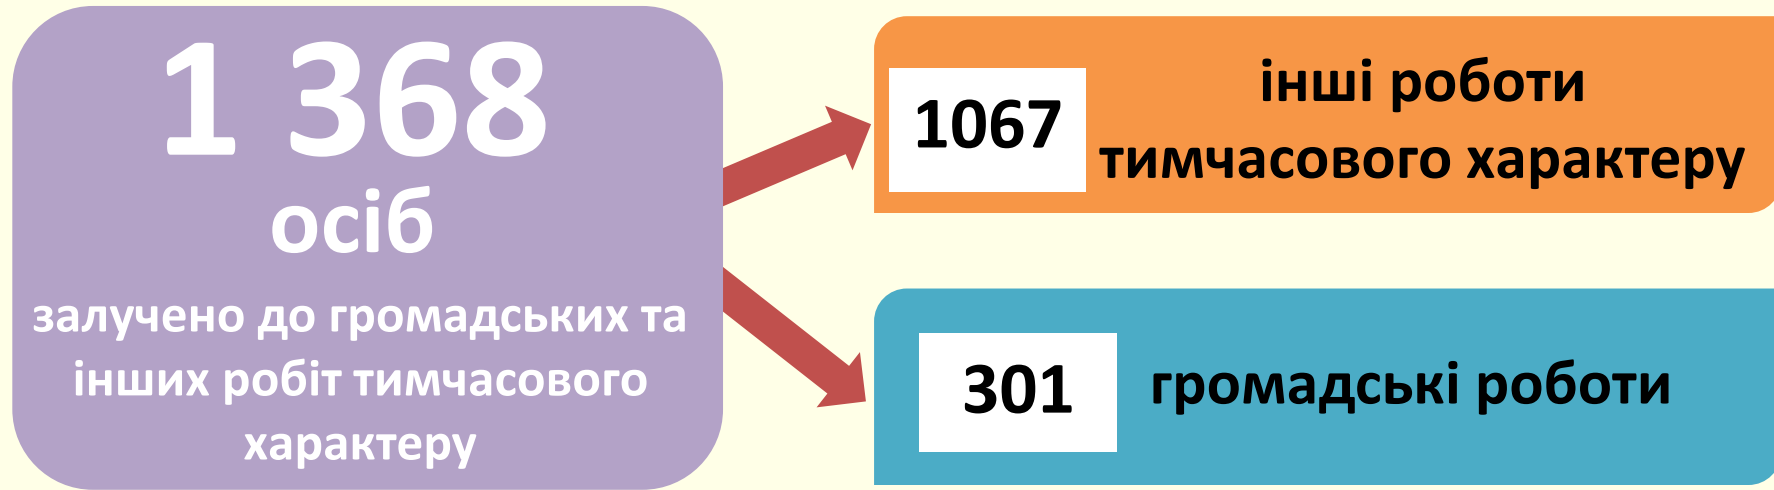 1 368
осіб
залучено до громадських та
інших робіт тимчасового
характеру
1067
інші роботи
тимчасового характеру
301
громадські роботи